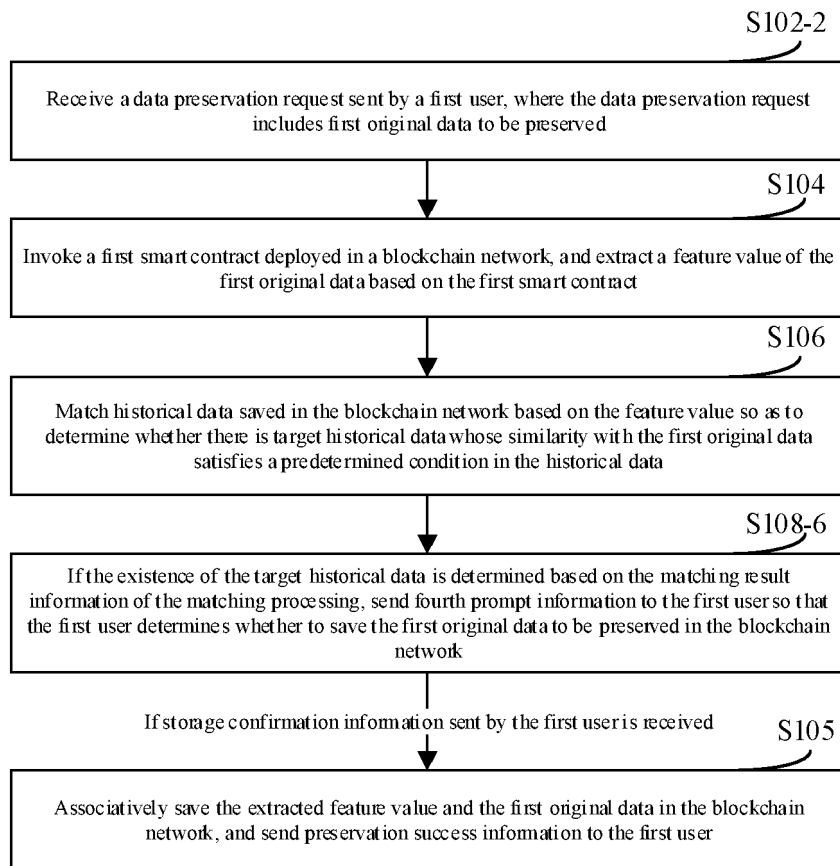 S102-2
Receive a data preservation request sent by a first user, where the data preservation request
includes first original data to be preserved
S104
Invoke a first smart contract deployed in a blockchain network, and extract a feature value of the
first original data based on the first smart contract
S106
Match historical data saved in the blockchain network based on the feature value so as to
determine whether there is target historical data whose similarity with the first original data
satisfies a predetermined condition in the historical data
S108-6
If the existence of the target historical data is determined based on the matching result
information of the matching processing, send fourth prompt information to the first user so that
the first user determines whether to save the first original data to be preserved in the blockchain
network
If storage confirmation information sent by the first user is received
S105
Associatively save the extracted feature value and the first original data in the blockchain
network, and send preservation success information to the first user